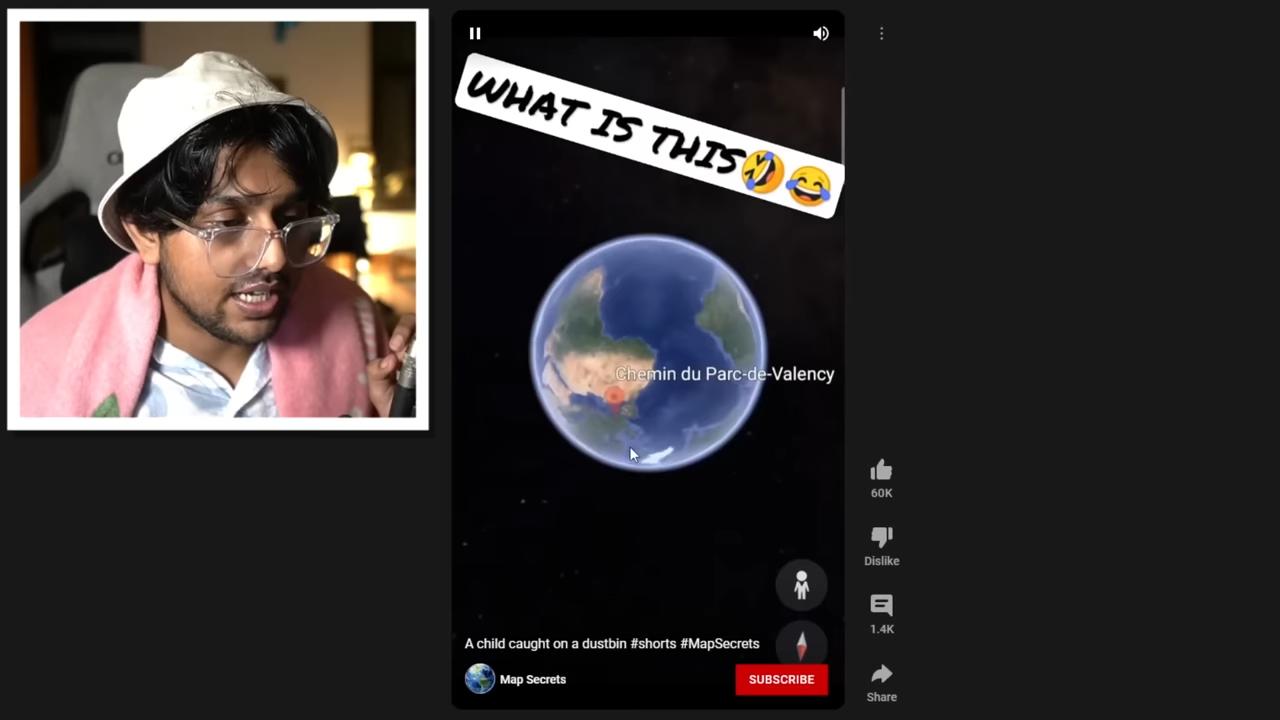 WHAT IS THIS🤣😂
Chemin du Parc-de-Valency
60K
Dislike
1.4K
A child caught on a dustbin #shorts #MapSecrets
Map Secrets
SUBSCRIBE
Share